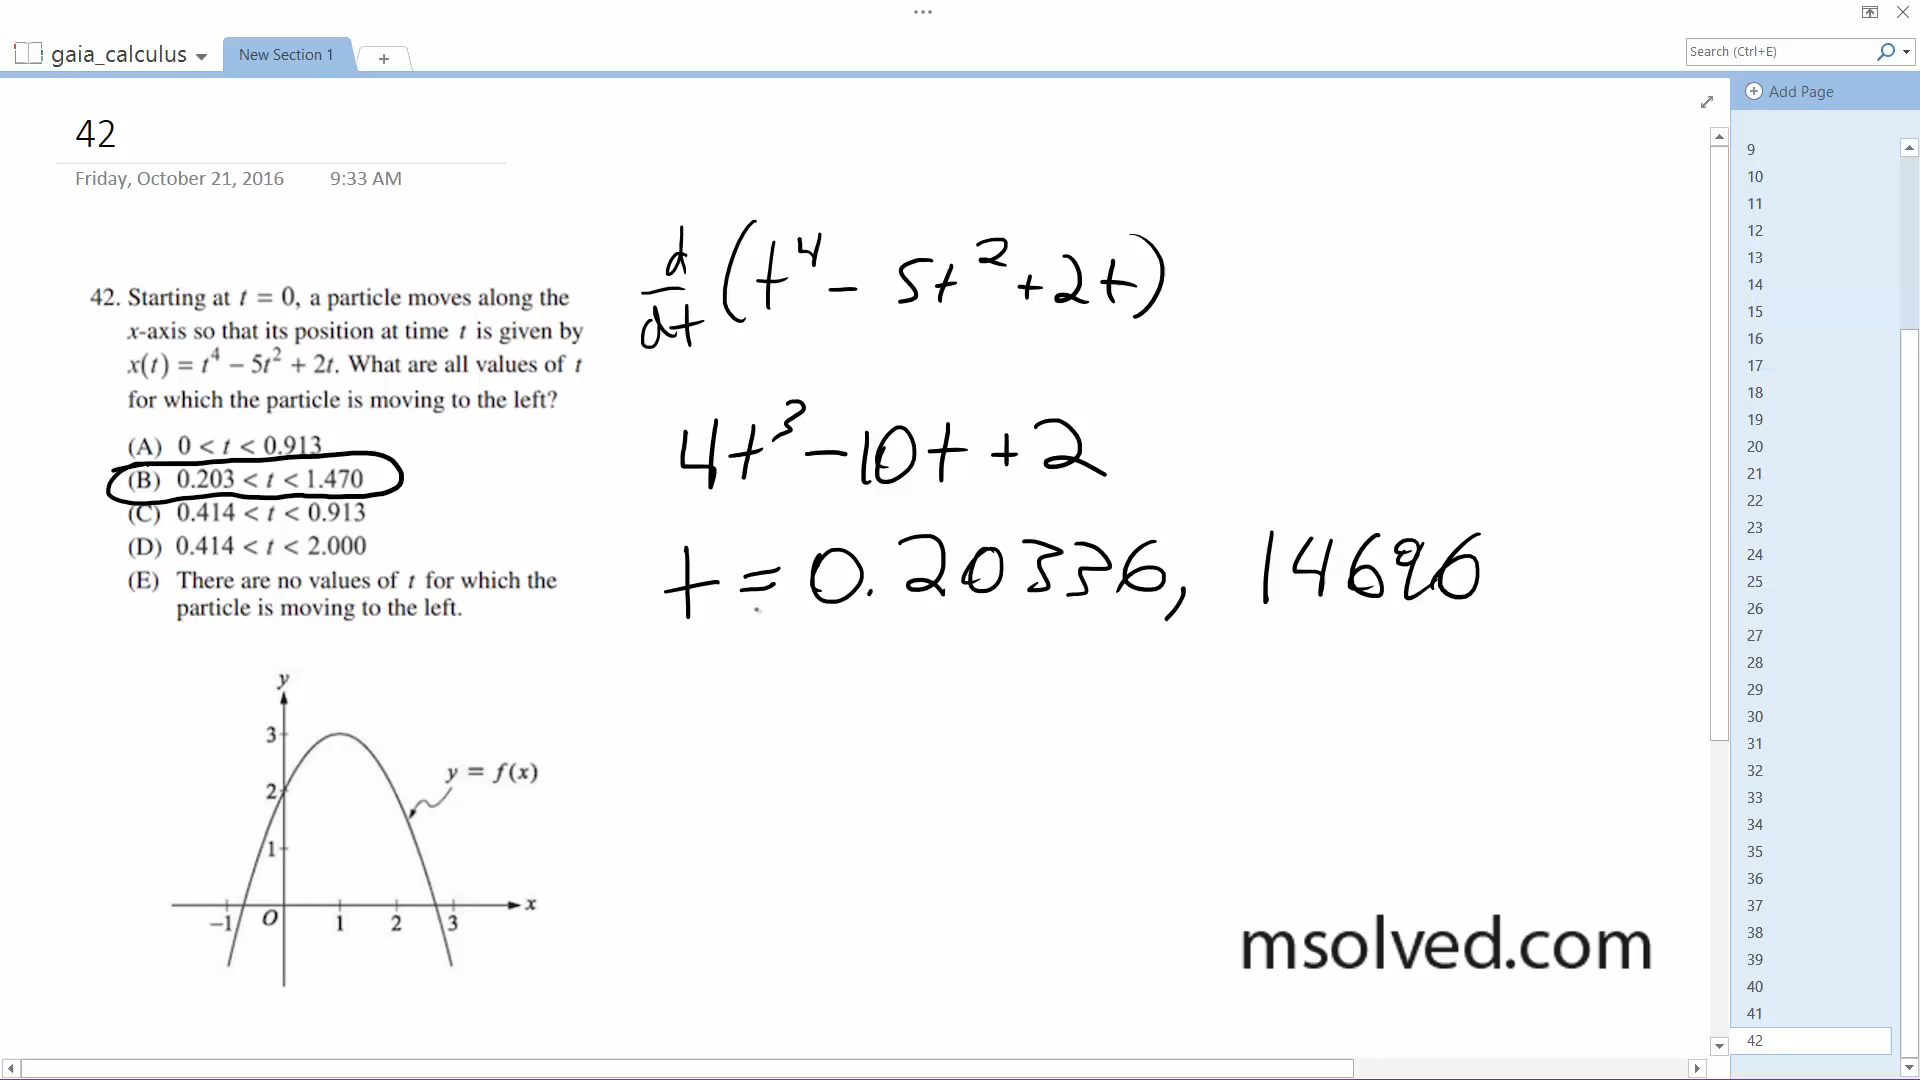 ...
gaia_calculus
New Section 1
+
Search (Ctrl+E)
Add Page
42
Friday, October 21, 2016 9:33 AM
42. Starting at t = 0, a particle moves along the
x-axis so that its position at time t is given by
x(t) = t⁴ − 5t² + 2t. What are all values of t
for which the particle is moving to the left?
(A) 0 < t < 0.913
(B) 0.203 < t < 1.470
(C) 0.414 < t < 0.913
(D) 0.414 < t < 2.000
(E) There are no values of t for which the
particle is moving to the left.
y
3
2
1
y = f(x)
−1 O 1 2 3 x
d/dt (t⁴ − 5t² + 2t)
4t³ − 10t + 2
t = 0.20336, 14696
msolved.com
9
10
11
12
13
14
15
16
17
18
19
20
21
22
23
24
25
26
27
28
29
30
31
32
33
34
35
36
37
38
39
40
41
42